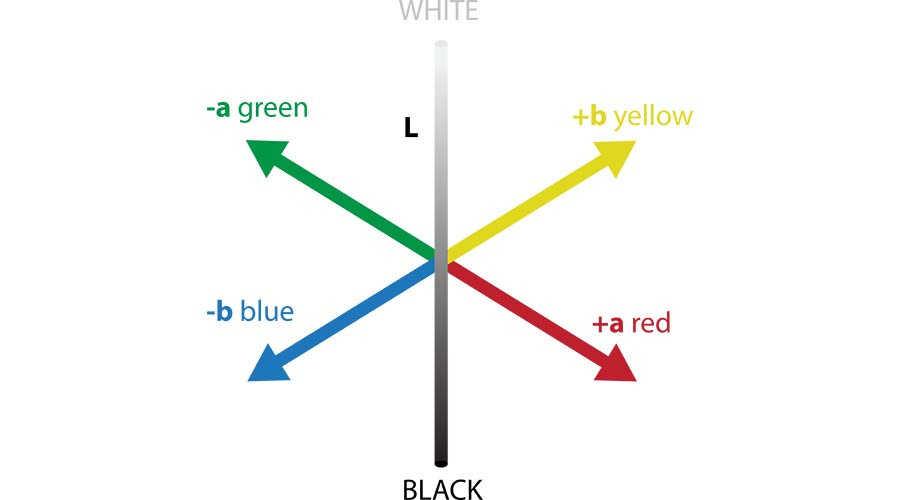 WHITE
-a green
+b yellow
L
-b blue
+a red
BLACK